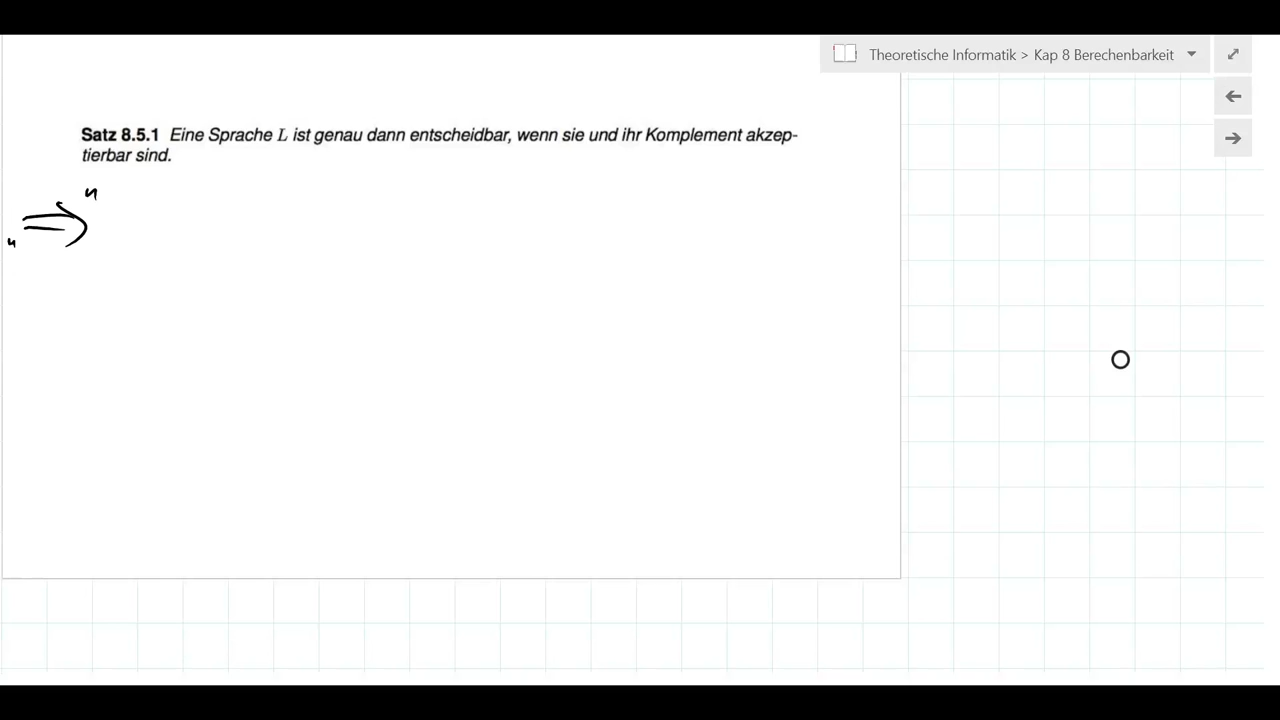 Theoretische Informatik > Kap 8 Berechenbarkeit
Satz 8.5.1 Eine Sprache L ist genau dann entscheidbar, wenn sie und ihr Komplement akzep-
tierbar sind.
"⇒"